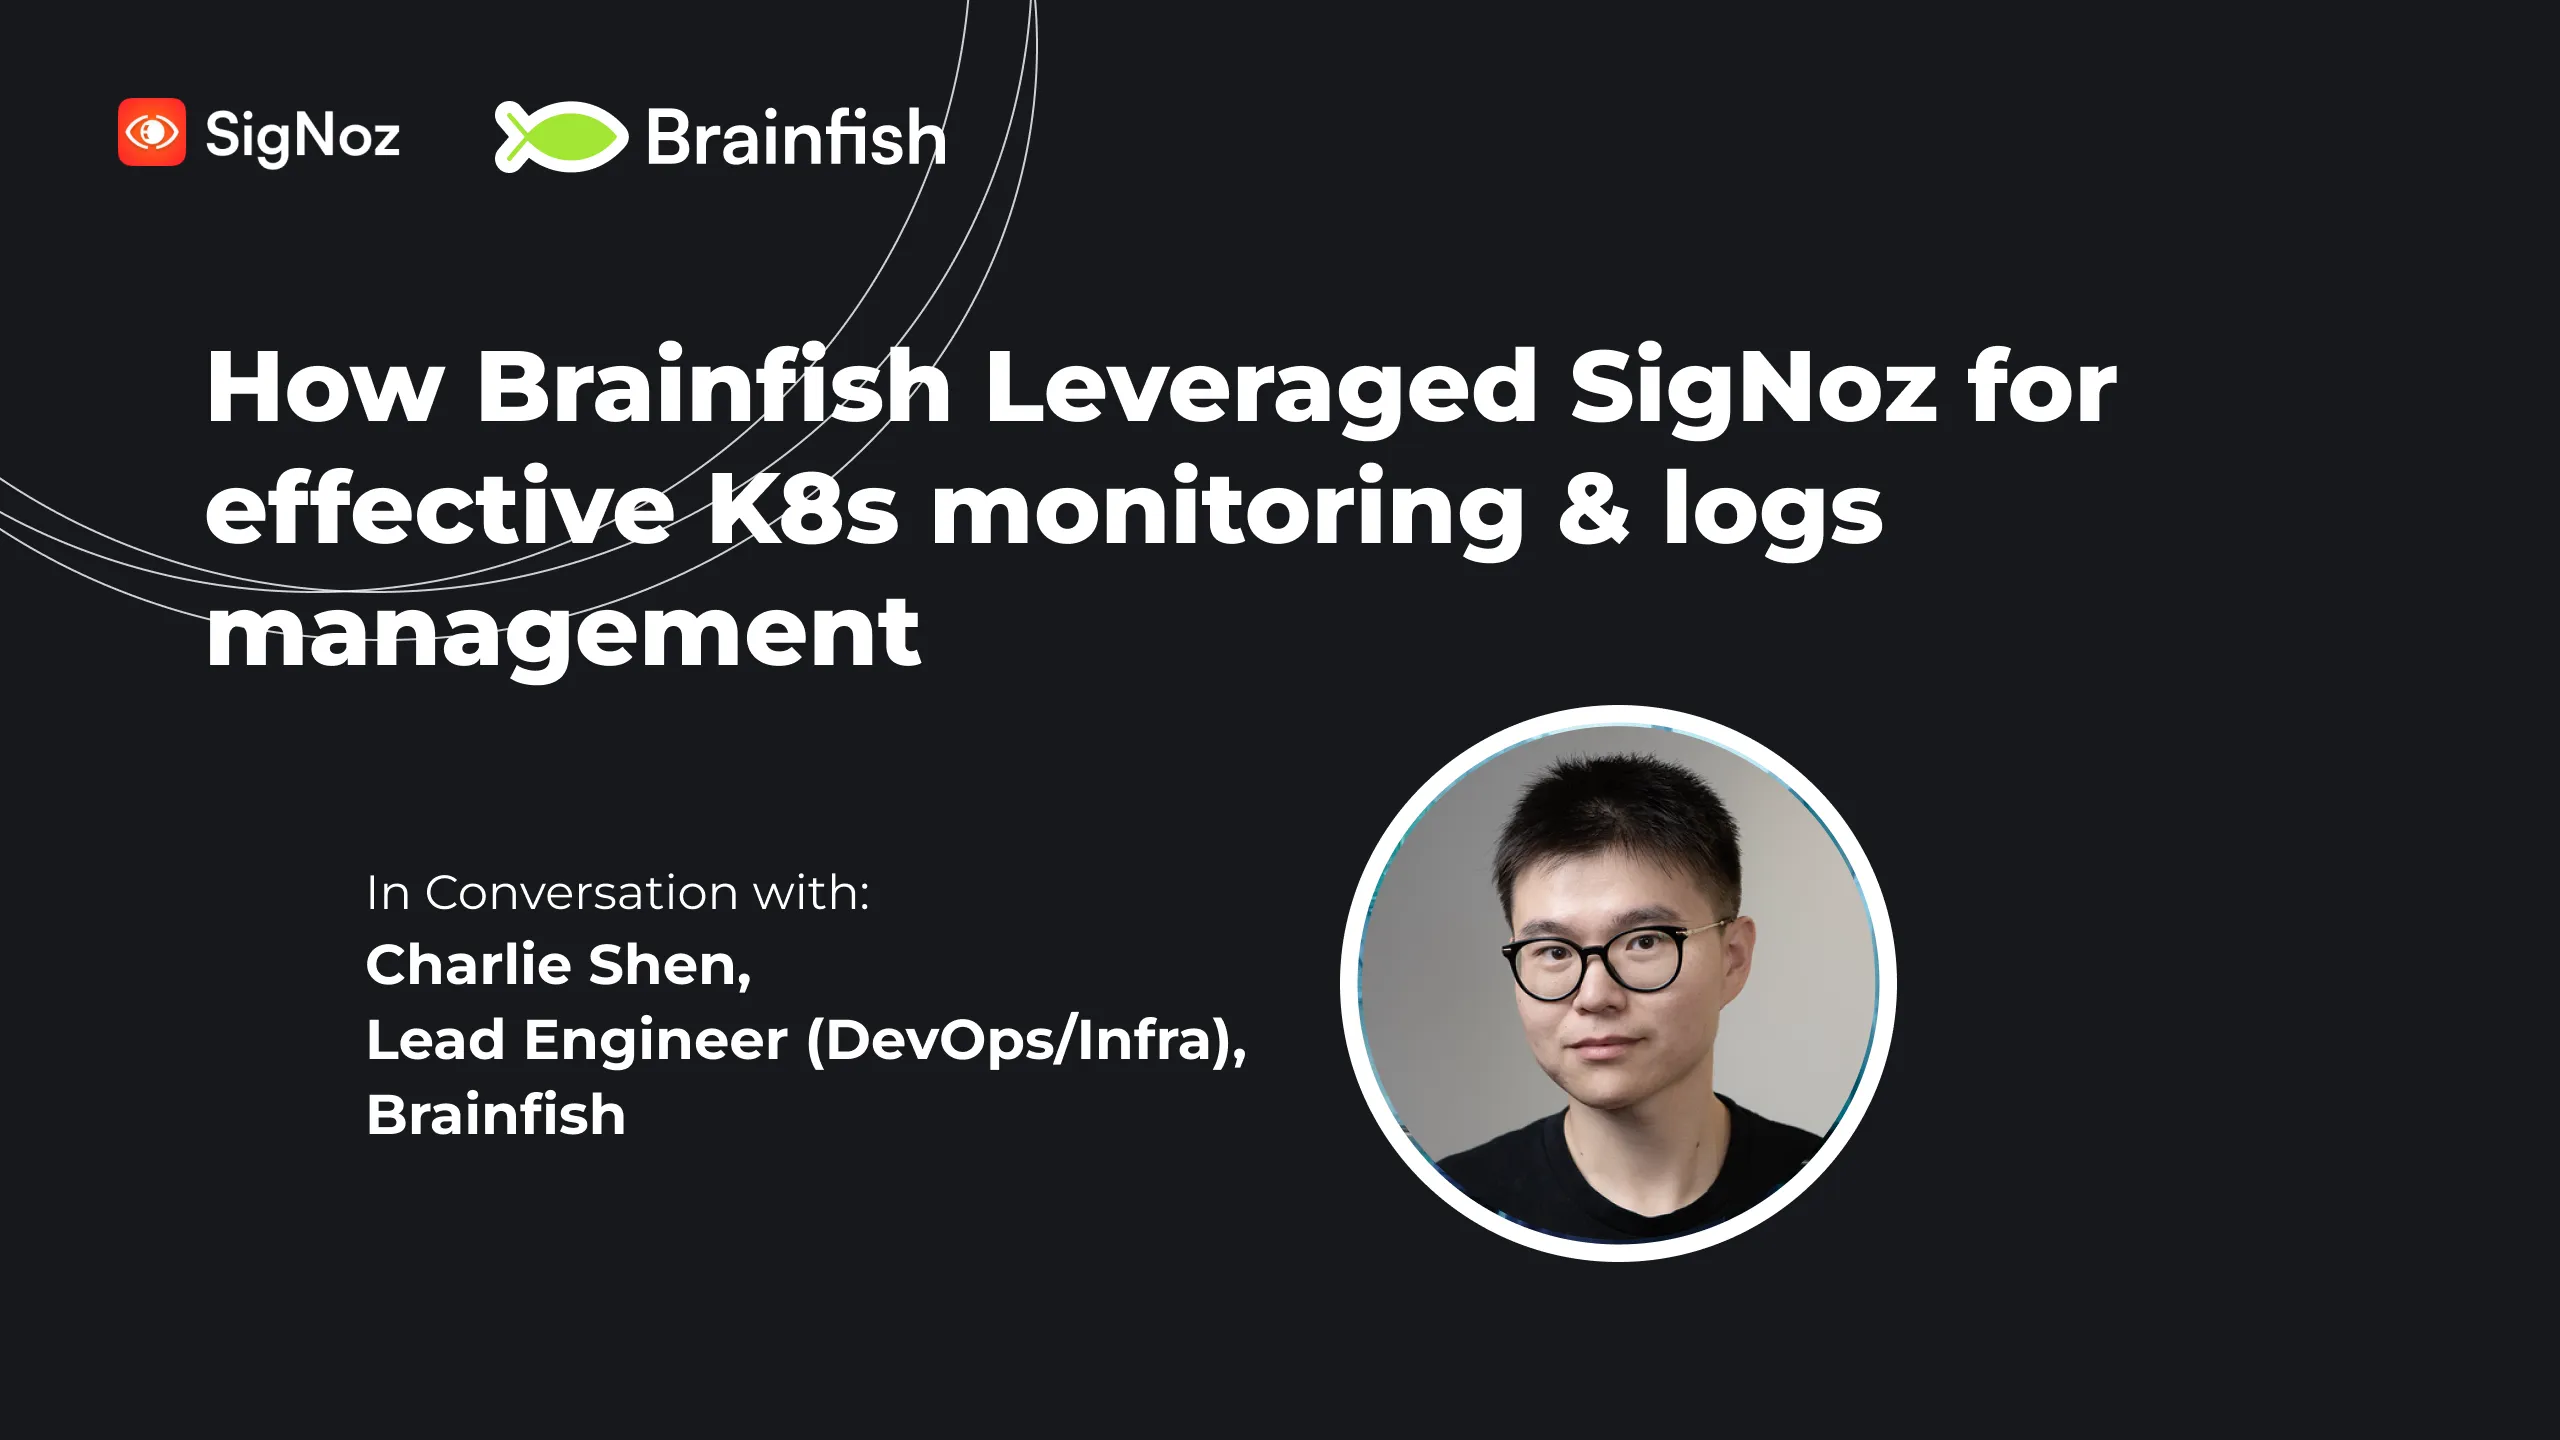 SigNoz
Brainfish
How Brainfish Leveraged SigNoz for
effective K8s monitoring & logs
management
In Conversation with:
Charlie Shen,
Lead Engineer (DevOps/Infra),
Brainfish